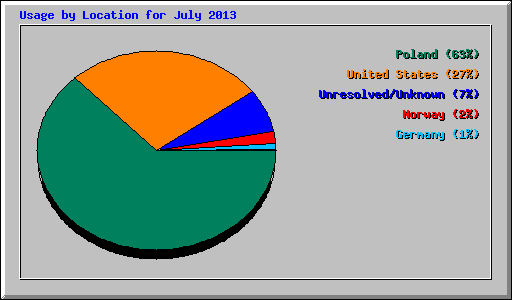 Usage by Location for July 2013
Poland (63%)
United States (27%)
Unresolved/Unknown (7%)
Norway (2%)
Germany (1%)